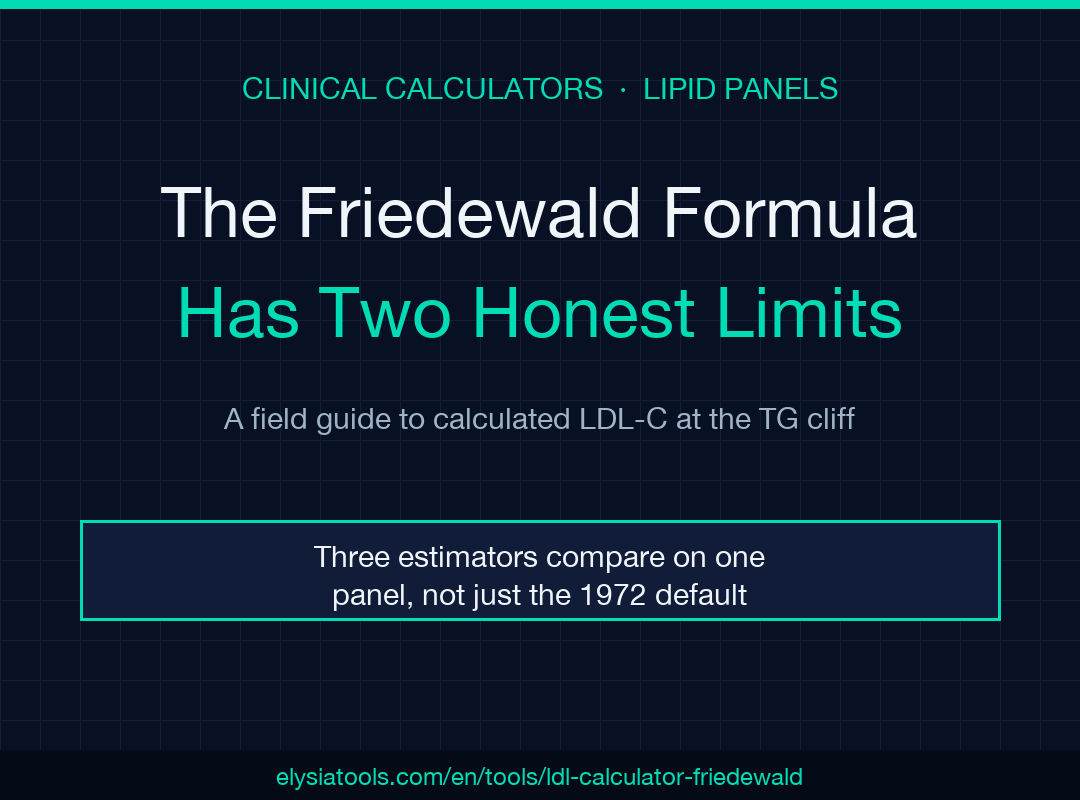 CLINICAL CALCULATORS · LIPID PANELS
The Friedewald Formula
Has Two Honest Limits
A field guide to calculated LDL-C at the TG cliff
Three estimators compare on one
panel, not just the 1972 default
elysiatools.com/en/tools/ldl-calculator-friedewald